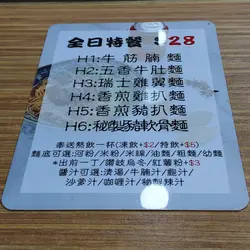 全日特餐 $28
H1:牛筋腩麵
H2:五香牛肚麵
H3:瑞士雞翼麵
H4:香煎雞扒麵
H5:香煎豬扒麵
H6:秘製豬軟骨麵
奉送熱飲一杯(凍飲+$2/特飲+$5)
麵底可選:河粉/米粉/米線/油麵/粗麵/幼麵
*出前一丁/讚岐烏冬/紅薯粉+$3
醬汁可選:清湯/牛腩汁/鮑汁/
沙爹汁/咖喱汁/秘製辣汁